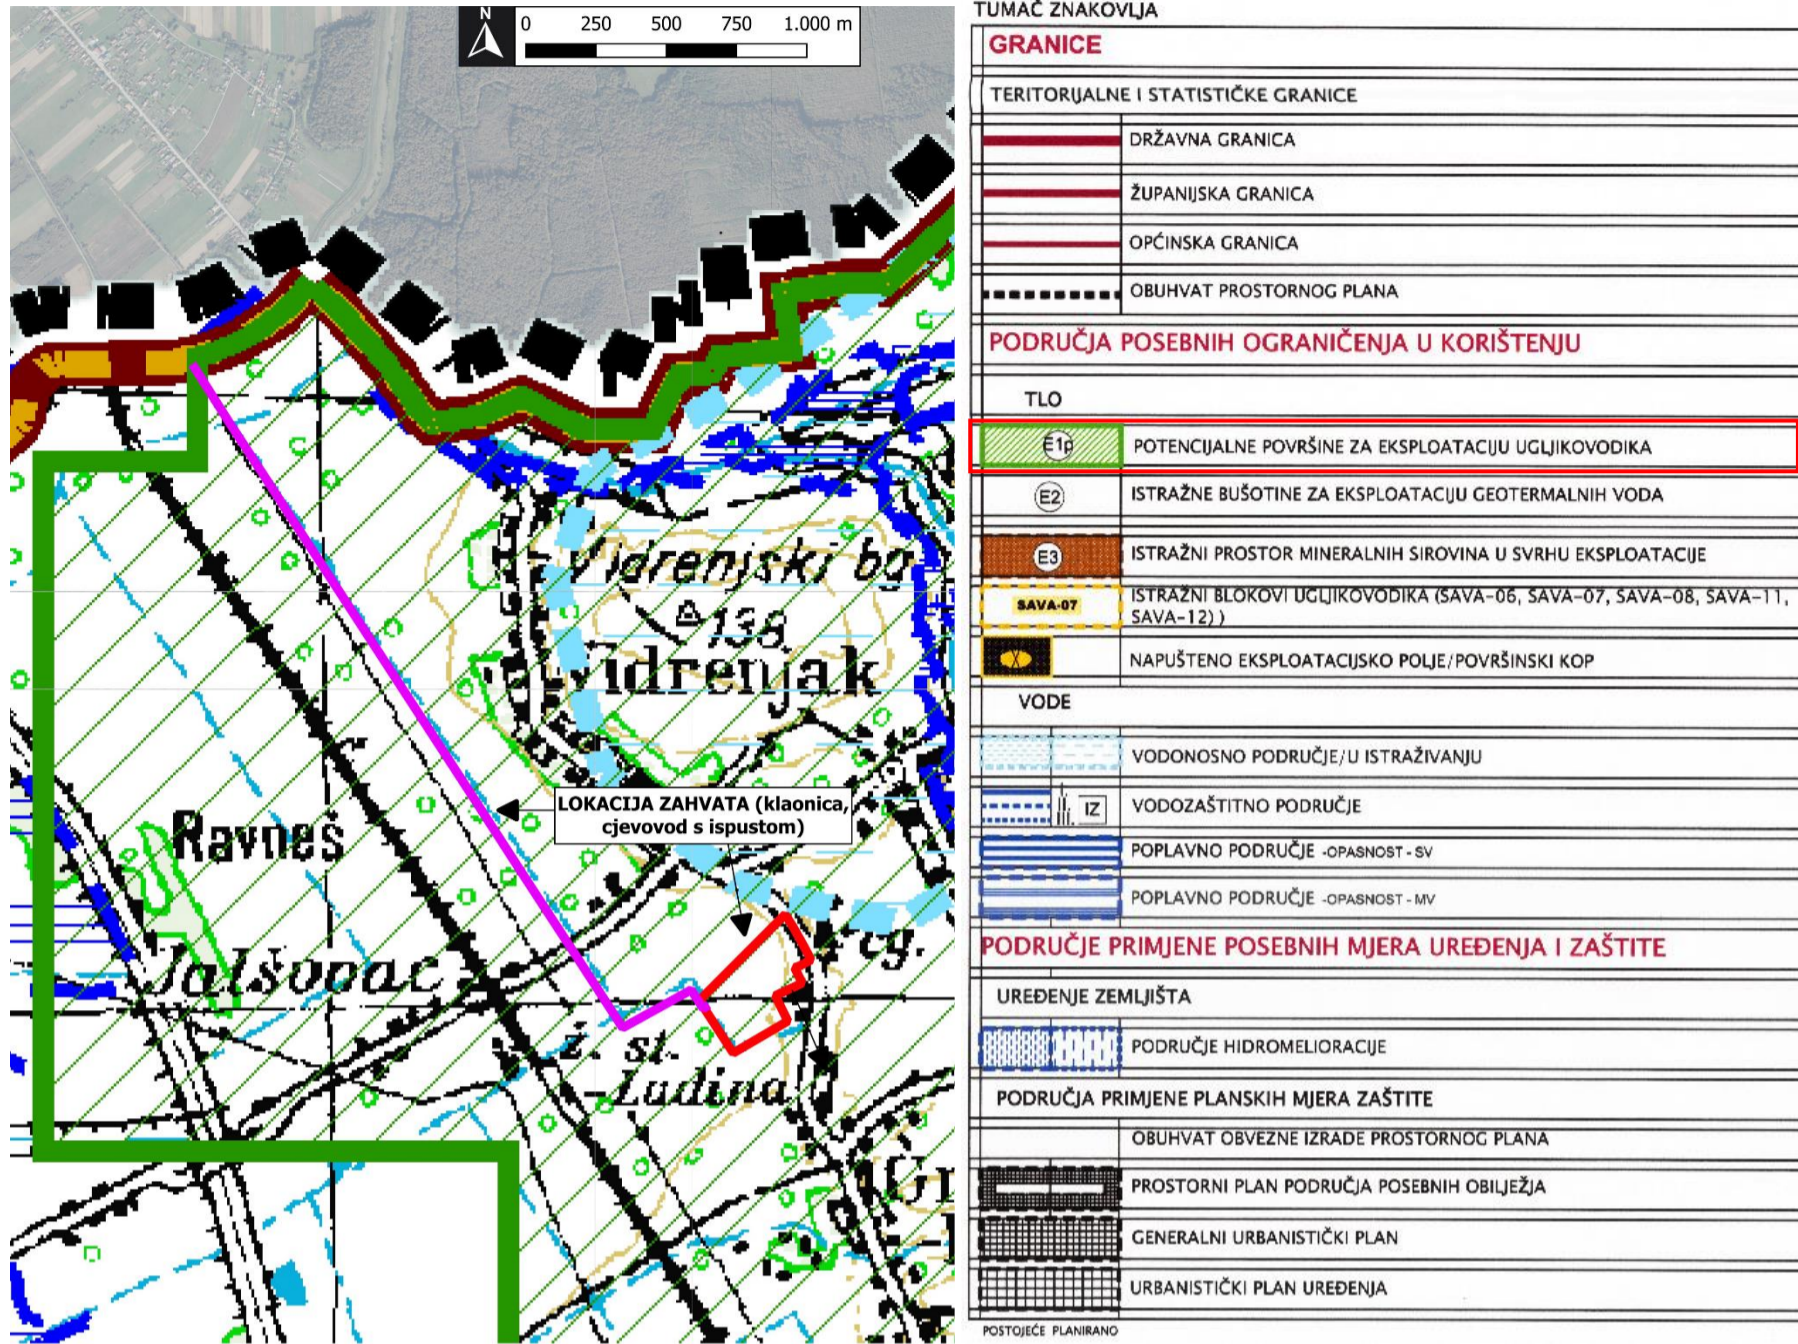 N
0 250 500 750 1.000 m
Vidrenjski
138
Vidrenjak
LOKACIJA ZAHVATA (klaonica,
cjevovod s ispustom)
Ravneš
Jalšovac
ž. st.
Ludina
TUMAČ ZNAKOVLJA
GRANICE
TERITORIJALNE I STATISTIČKE GRANICE
DRŽAVNA GRANICA
ŽUPANIJSKA GRANICA
OPĆINSKA GRANICA
OBUHVAT PROSTORNOG PLANA
PODRUČJA POSEBNIH OGRANIČENJA U KORIŠTENJU
TLO
E1p POTENCIJALNE POVRŠINE ZA EKSPLOATACIJU UGLJIKOVODIKA
E2 ISTRAŽNE BUŠOTINE ZA EKSPLOATACIJU GEOTERMALNIH VODA
E3 ISTRAŽNI PROSTOR MINERALNIH SIROVINA U SVRHU EKSPLOATACIJE
SAVA-07 ISTRAŽNI BLOKOVI UGLJIKOVODIKA (SAVA-06, SAVA-07, SAVA-08, SAVA-11,
SAVA-12))
NAPUŠTENO EKSPLOATACIJSKO POLJE/POVRŠINSKI KOP
VODE
VODONOSNO PODRUČJE/U ISTRAŽIVANJU
IZ VODOZAŠTITNO PODRUČJE
POPLAVNO PODRUČJE -OPASNOST - SV
POPLAVNO PODRUČJE -OPASNOST - MV
PODRUČJE PRIMJENE POSEBNIH MJERA UREĐENJA I ZAŠTITE
UREĐENJE ZEMLJIŠTA
PODRUČJE HIDROMELIORACIJE
PODRUČJA PRIMJENE PLANSKIH MJERA ZAŠTITE
OBUHVAT OBVEZNE IZRADE PROSTORNOG PLANA
PROSTORNI PLAN PODRUČJA POSEBNIH OBILJEŽJA
GENERALNI URBANISTIČKI PLAN
URBANISTIČKI PLAN UREĐENJA
POSTOJEĆE PLANIRANO